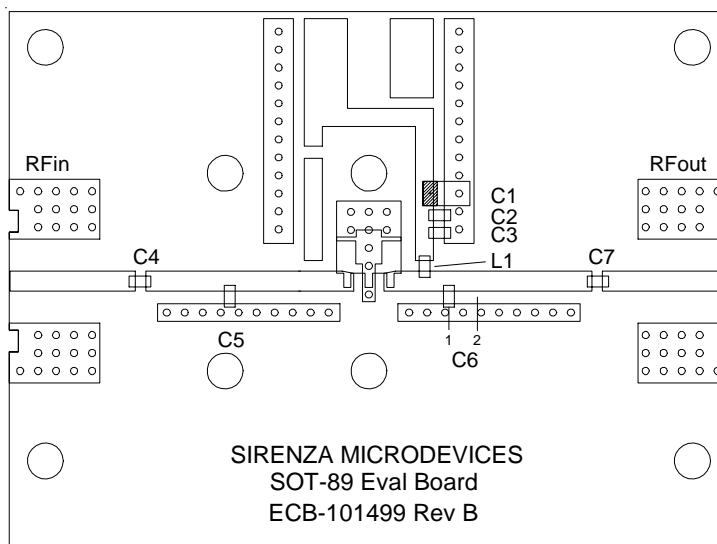 RFin
RFout
C1
C2
C3
C4
C7
L1
1
2
C5
C6
SIRENZA MICRODEVICES
SOT-89 Eval Board
ECB-101499 Rev B